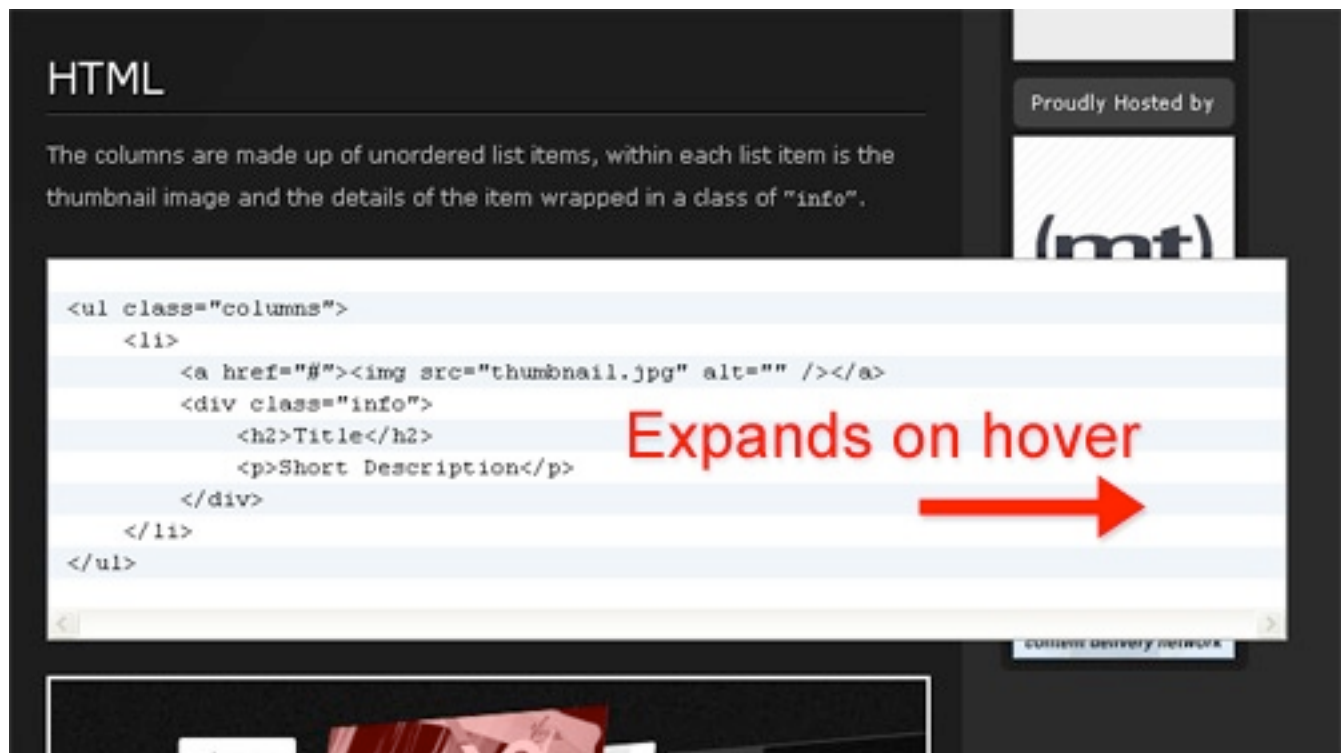 HTML
The columns are made up of unordered list items, within each list item is the
thumbnail image and the details of the item wrapped in a class of "info".
Proudly Hosted by
(mt)
<ul class="columns">
    <li>
        <a href="#"><img src="thumbnail.jpg" alt="" /></a>
        <div class="info">
            <h2>Title</h2>
            <p>Short Description</p>
        </div>
    </li>
</ul>
Expands on hover
content delivery network